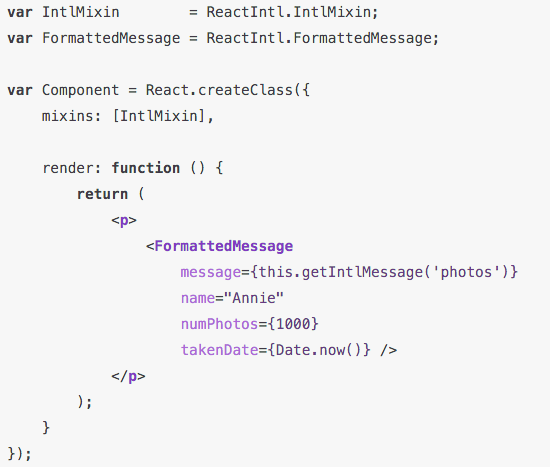 var IntlMixin        = ReactIntl.IntlMixin;
var FormattedMessage = ReactIntl.FormattedMessage;

var Component = React.createClass({
    mixins: [IntlMixin],

    render: function () {
        return (
            <p>
                <FormattedMessage
                    message={this.getIntlMessage('photos')}
                    name="Annie"
                    numPhotos={1000}
                    takenDate={Date.now()} />
            </p>
        );
    }
});